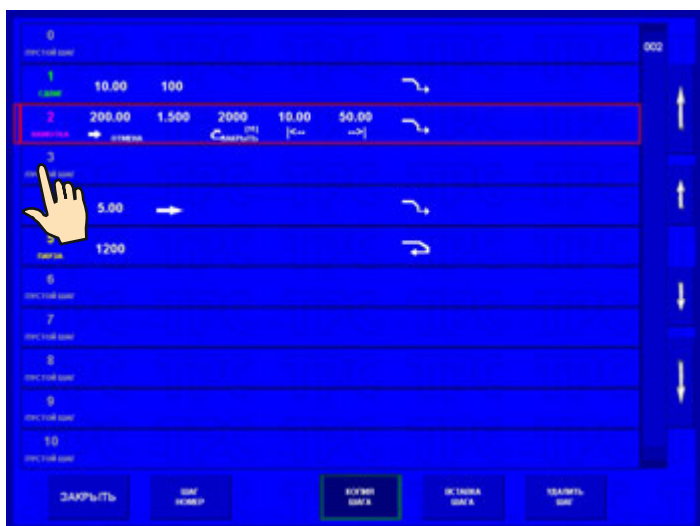 0
ПУСТОЙ ШАГ
002
1
СДВИГ
10.00 100
2
НАМОТКА
200.00 1.500 2000 10.00 50.00
ОТМЕНА ЗАКРЫТЬ |<-- -->|
3
5.00
5
ПАУЗА
1200
6
ПУСТОЙ ШАГ
7
ПУСТОЙ ШАГ
8
ПУСТОЙ ШАГ
9
ПУСТОЙ ШАГ
10
ПУСТОЙ ШАГ
ЗАКРЫТЬ
ШАГ
НОМЕР
КОПИЯ
ШАГА
ВСТАВКА
ШАГА
УДАЛИТЬ
ШАГ